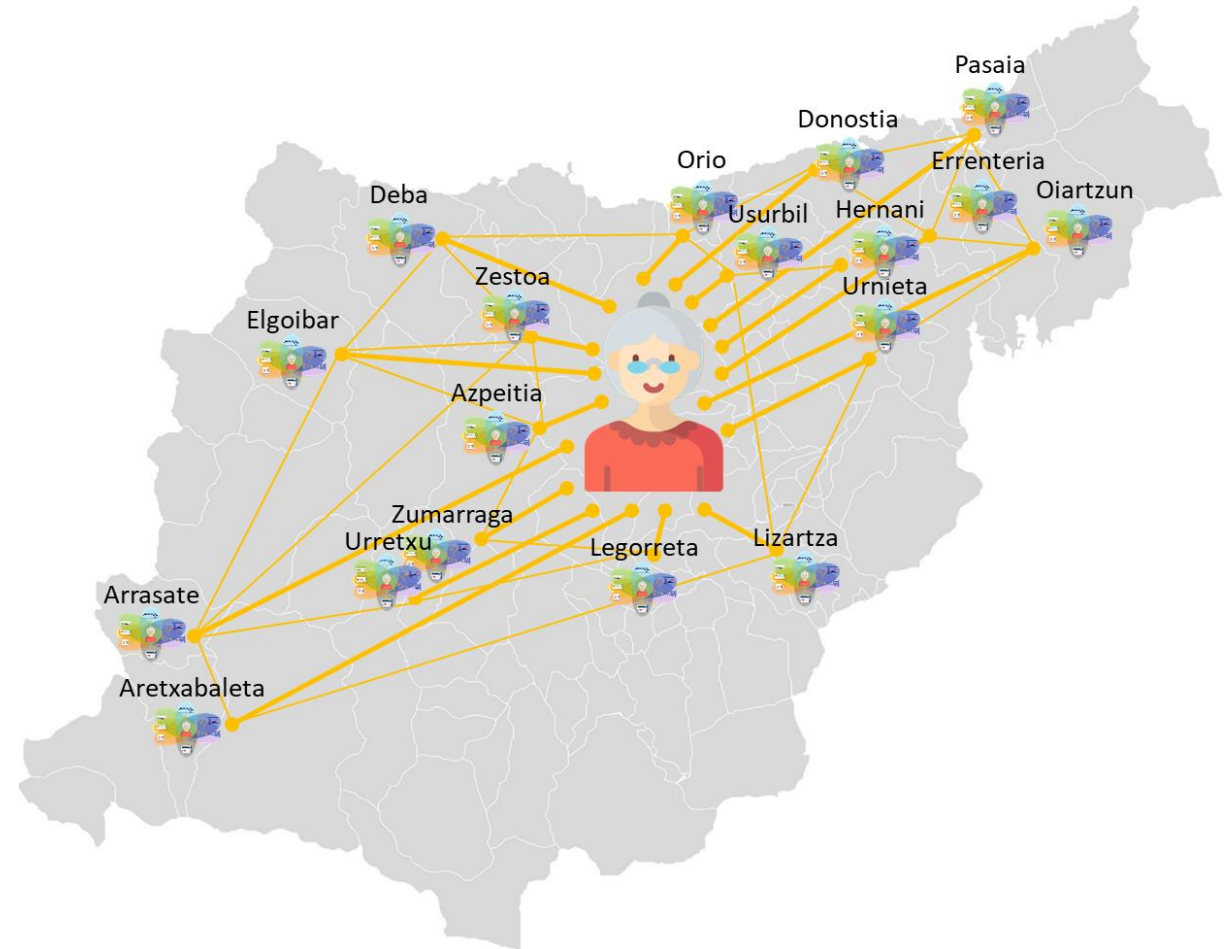 Pasaia
Donostia
Errenteria
Orio
Oiartzun
Deba
Usurbil
Hernani
Zestoa
Urnieta
Elgoibar
Azpeitia
Zumarraga
Urretxu
Legorreta
Lizartza
Arrasate
Aretxabaleta